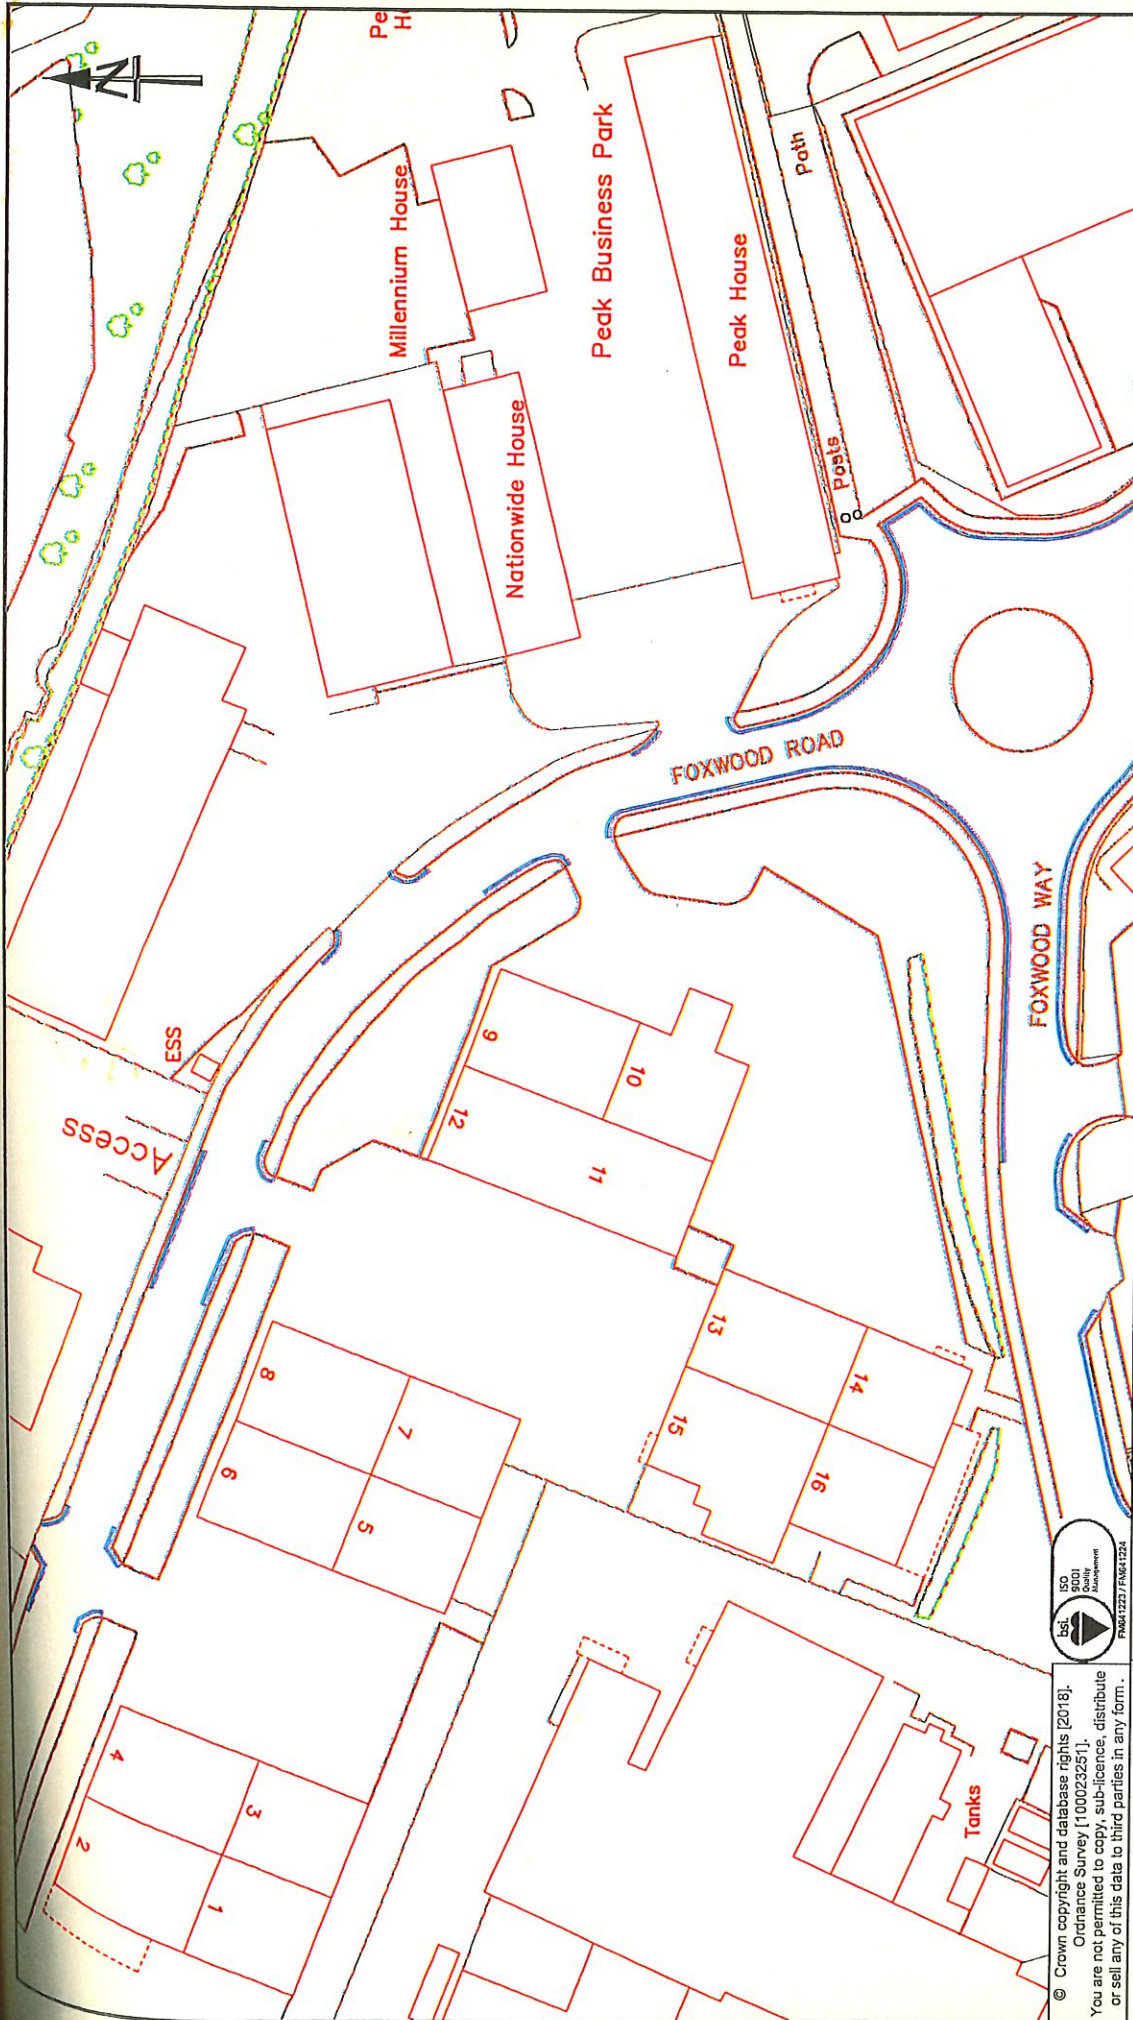 N
Pe
H
Millennium House
Peak Business Park
Peak House
Path
Posts
Nationwide House
FOXWOOD ROAD
FOXWOOD WAY
ESS
Access
9
10
12
11
13
14
15
16
8
7
6
5
4
3
2
1
Tanks
bsi.
ISO
9001
Quality
Management
FM641223 / FM641224
© Crown copyright and database rights [2018].
Ordnance Survey [100023251].
You are not permitted to copy, sub-licence, distribute
or sell any of this data to third parties in any form.